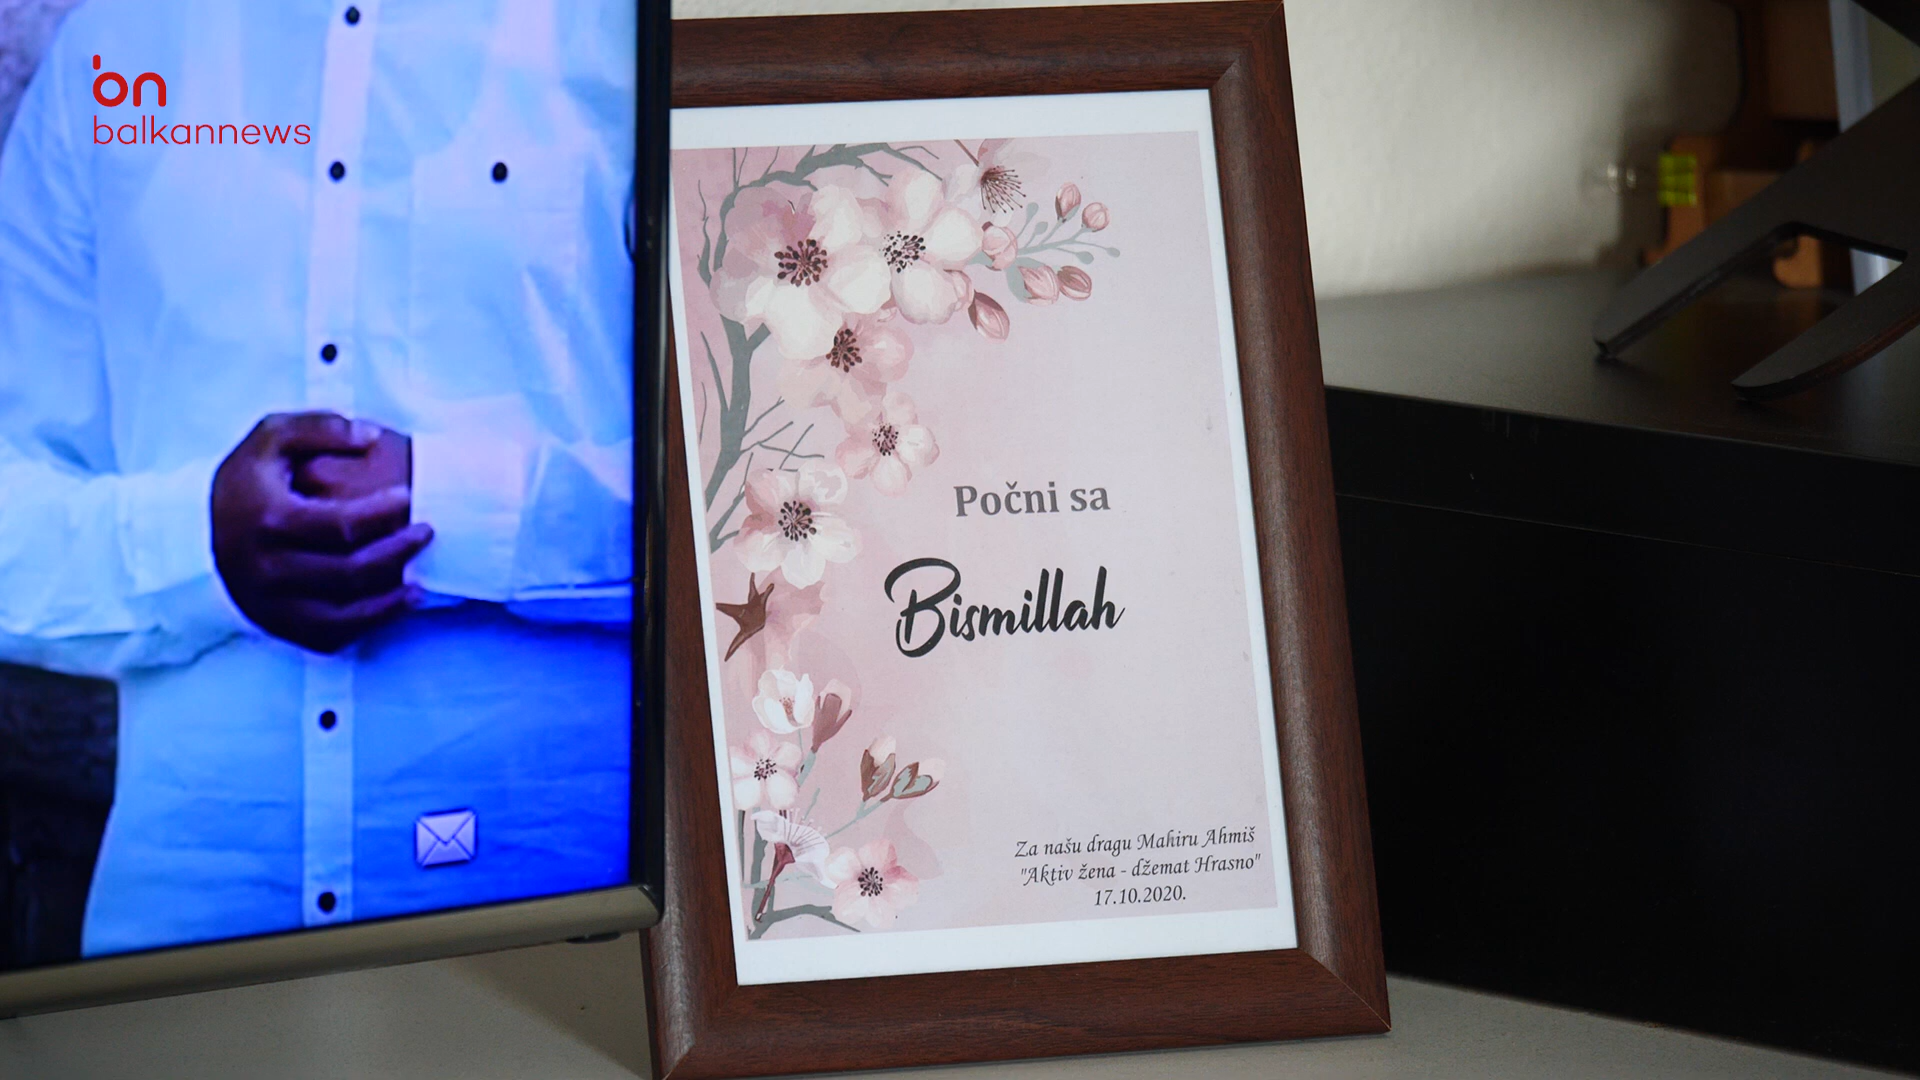 bn
balkannews
Počni sa
Bismillah
Za našu dragu Mahiru Ahmiš
"Aktiv žena - džemat Hrasno"
17.10.2020.